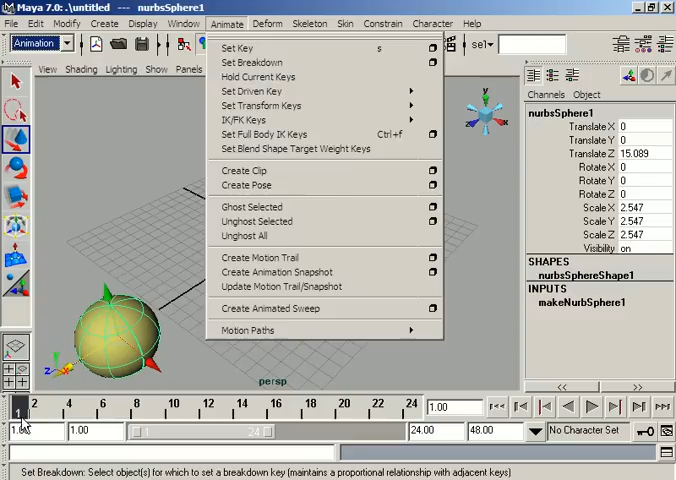 Maya 7.0: .\untitled --- nurbsSphere1
File Edit Modify Create Display Window Animate Deform Skeleton Skin Constrain Character Help
Animation
sel
View Shading Lighting Show Panels
Set Key s
Set Breakdown
Hold Current Keys
Set Driven Key
Set Transform Keys
IK/FK Keys
Set Full Body IK Keys Ctrl+f
Set Blend Shape Target Weight Keys
Create Clip
Create Pose
Ghost Selected
Unghost Selected
Unghost All
Create Motion Trail
Create Animation Snapshot
Update Motion Trail/Snapshot
Create Animated Sweep
Motion Paths
y
x
z
z
persp
Channels Object
nurbsSphere1
Translate X 0
Translate Y 0
Translate Z 15.089
Rotate X 0
Rotate Y 0
Rotate Z 0
Scale X 2.547
Scale Y 2.547
Scale Z 2.547
Visibility on
SHAPES
nurbsSphereShape1
INPUTS
makeNurbSphere1
<< >>
1 2 4 6 8 10 12 14 16 18 20 22 24 1.00
1.00 1.00 1 24 24.00 48.00 No Character Set
Set Breakdown: Select object(s) for which to set a breakdown key (maintains a proportional relationship with adjacent keys)